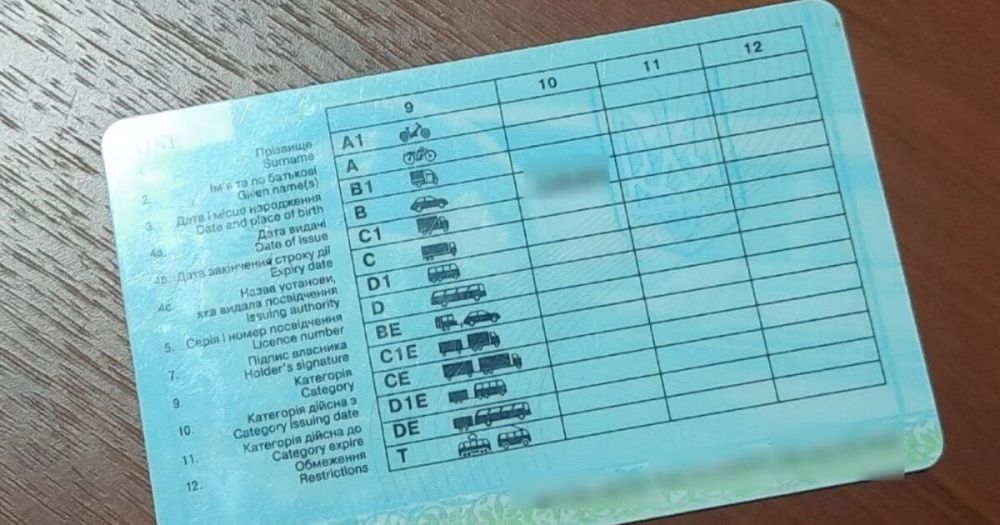 9 10 11 12
Прізвище
Surname
2. Ім'я та по батькові
Given name(s)
3. Дата і місце народження
Date and place of birth
4a. Дата видачі
Date of issue
4b. Дата закінчення строку дії
Expiry date
4c. Назва установи,
яка видала посвідчення
Issuing authority
5. Серія і номер посвідчення
Licence number
7. Підпис власника
Holder's signature
9. Категорія
Category
10. Категорія дійсна з
Category issuing date
11. Категорія дійсна до
Category expire
12. Обмеження
Restrictions
A1
A
B1
B
C1
C
D1
D
BE
C1E
CE
D1E
DE
T